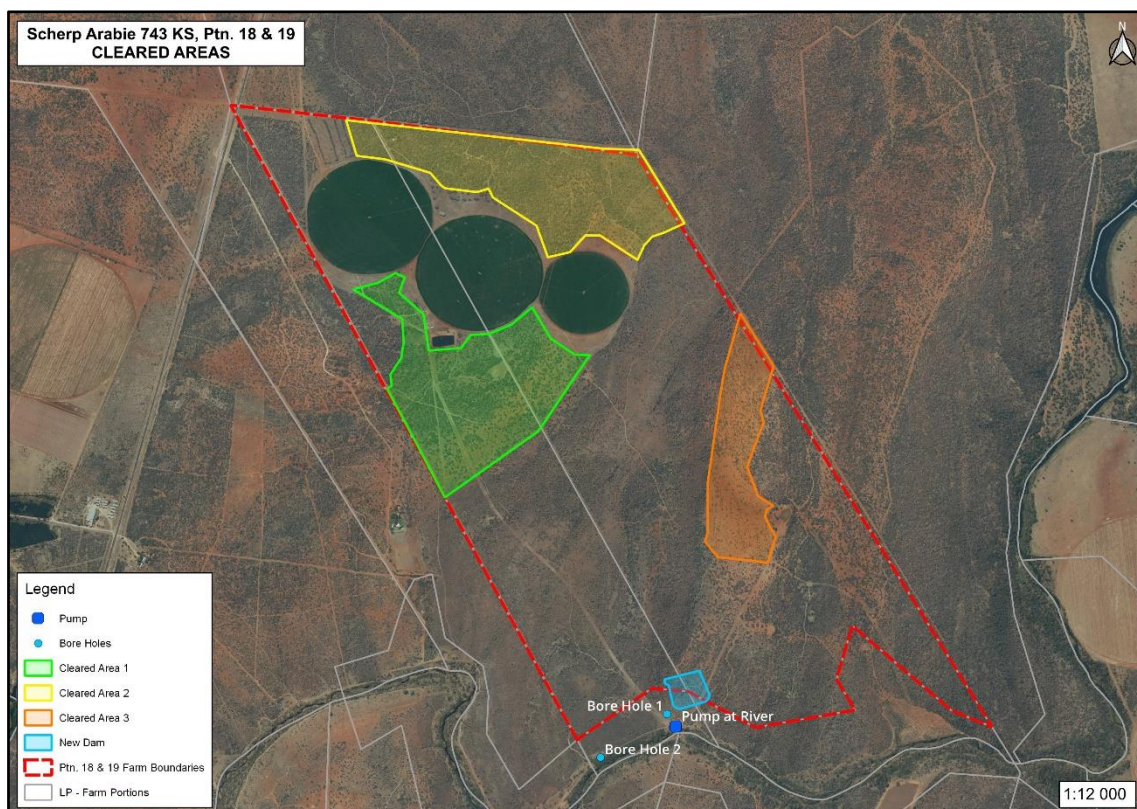 Scherp Arabie 743 KS, Ptn. 18 & 19
CLEARED AREAS
N
Bore Hole 1
Pump at River
Bore Hole 2
Legend
Pump
Bore Holes
Cleared Area 1
Cleared Area 2
Cleared Area 3
New Dam
Ptn. 18 & 19 Farm Boundaries
LP - Farm Portions
1:12 000